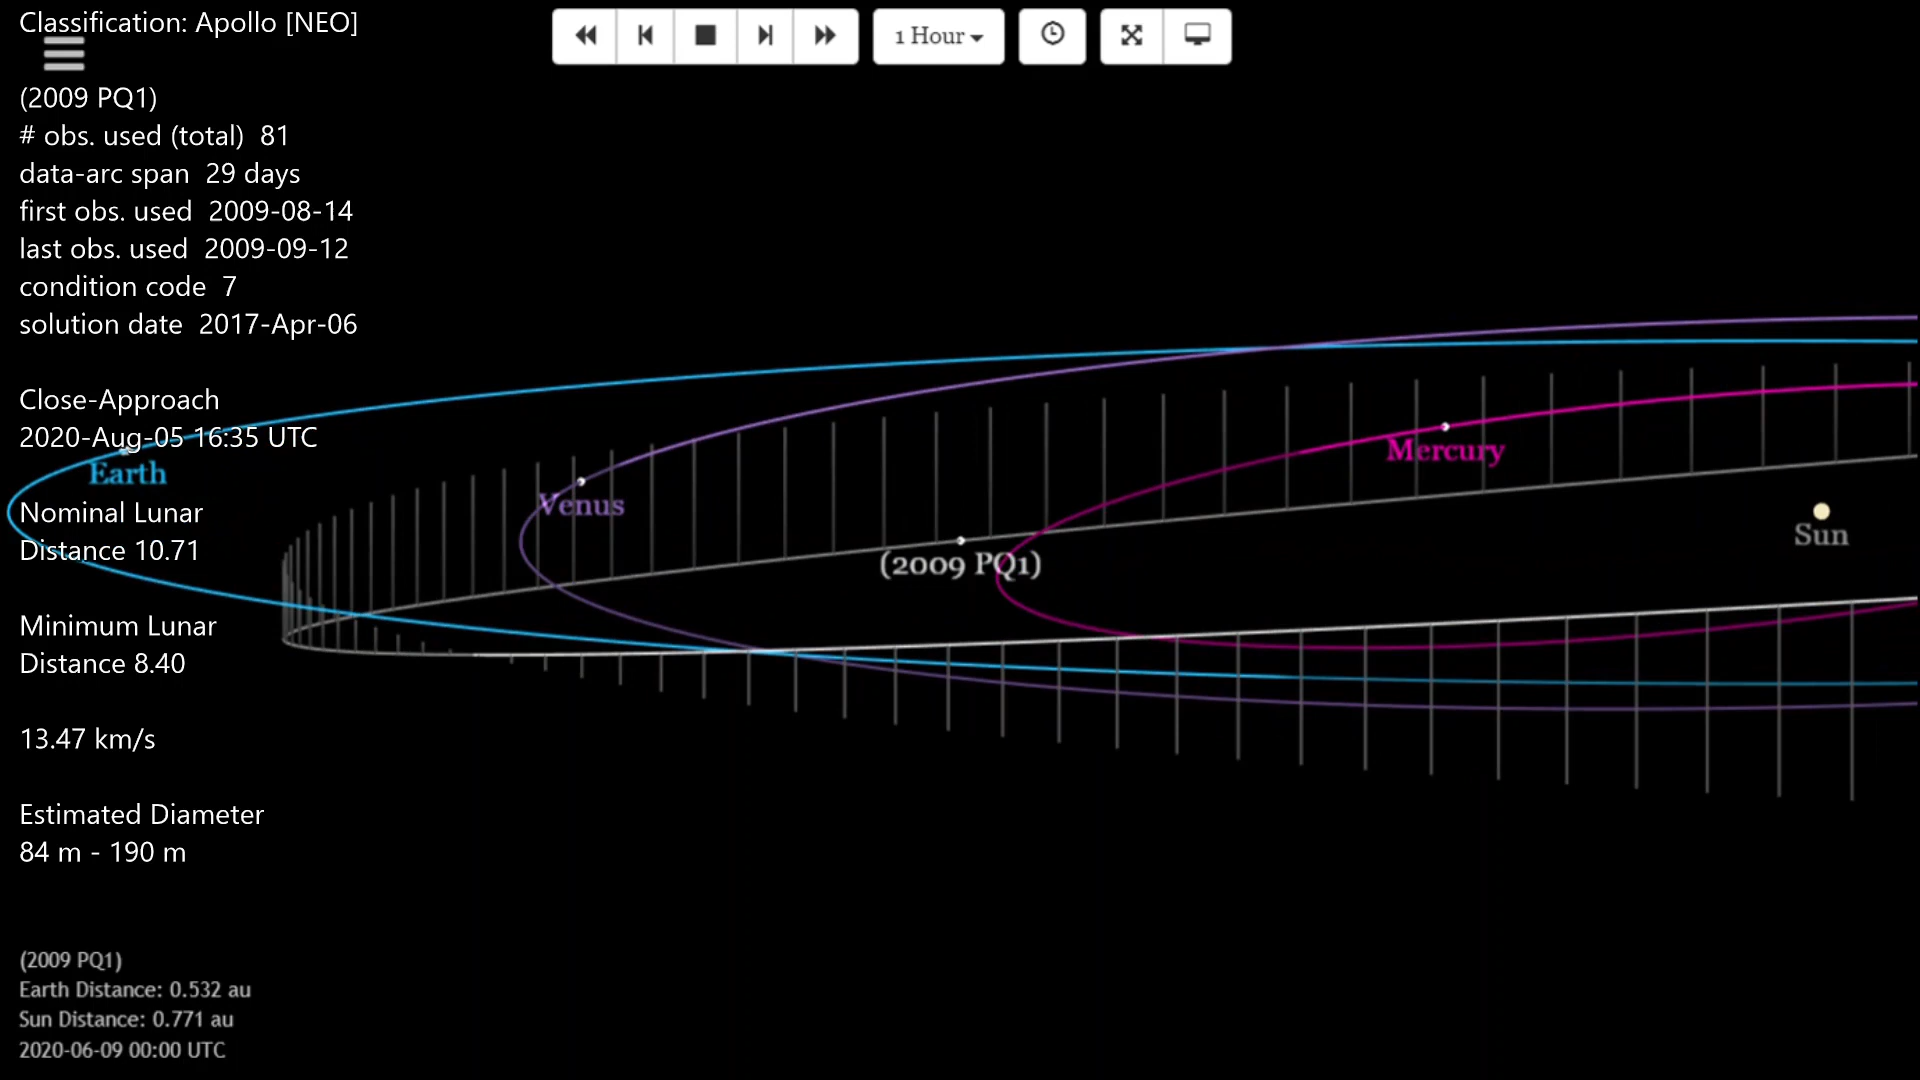 Classification: Apollo [NEO]
1 Hour
(2009 PQ1)
# obs. used (total) 81
data-arc span 29 days
first obs. used 2009-08-14
last obs. used 2009-09-12
condition code 7
solution date 2017-Apr-06
Close-Approach
2020-Aug-05 16:35 UTC
Earth
Mercury
Venus
Nominal Lunar
Distance 10.71
Sun
(2009 PQ1)
Minimum Lunar
Distance 8.40
13.47 km/s
Estimated Diameter
84 m - 190 m
(2009 PQ1)
Earth Distance: 0.532 au
Sun Distance: 0.771 au
2020-06-09 00:00 UTC